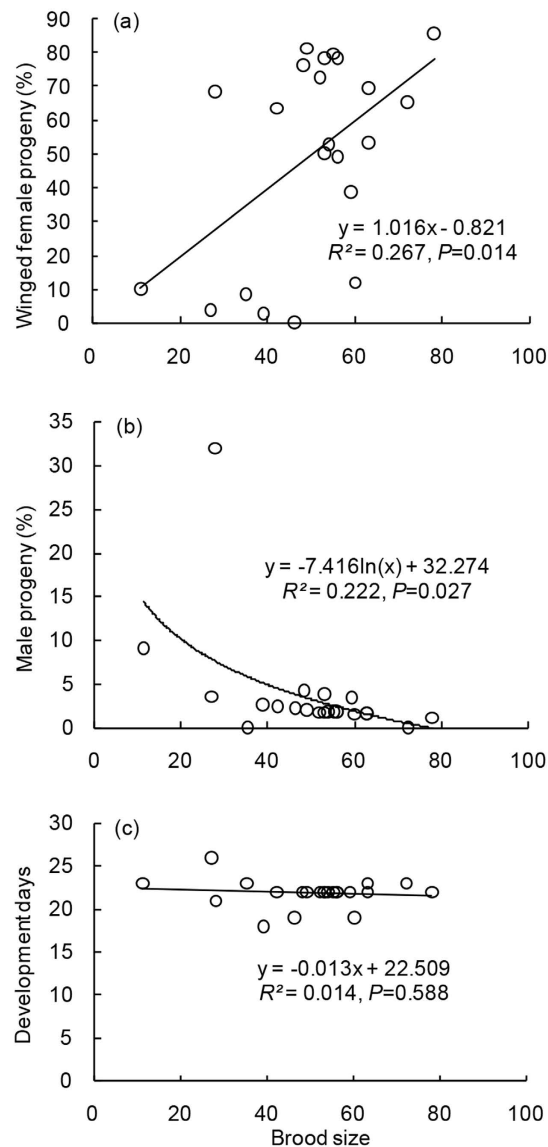 (a)
Winged female progeny (%)
90
80
70
60
50
40
30
20
10
0
y = 1.016x - 0.821
R² = 0.267, P=0.014
0 20 40 60 80 100
(b)
Male progeny (%)
35
30
25
20
15
10
5
0
y = -7.416ln(x) + 32.274
R² = 0.222, P=0.027
0 20 40 60 80 100
(c)
Development days
30
25
20
15
10
5
0
y = -0.013x + 22.509
R² = 0.014, P=0.588
0 20 40 60 80 100
Brood size